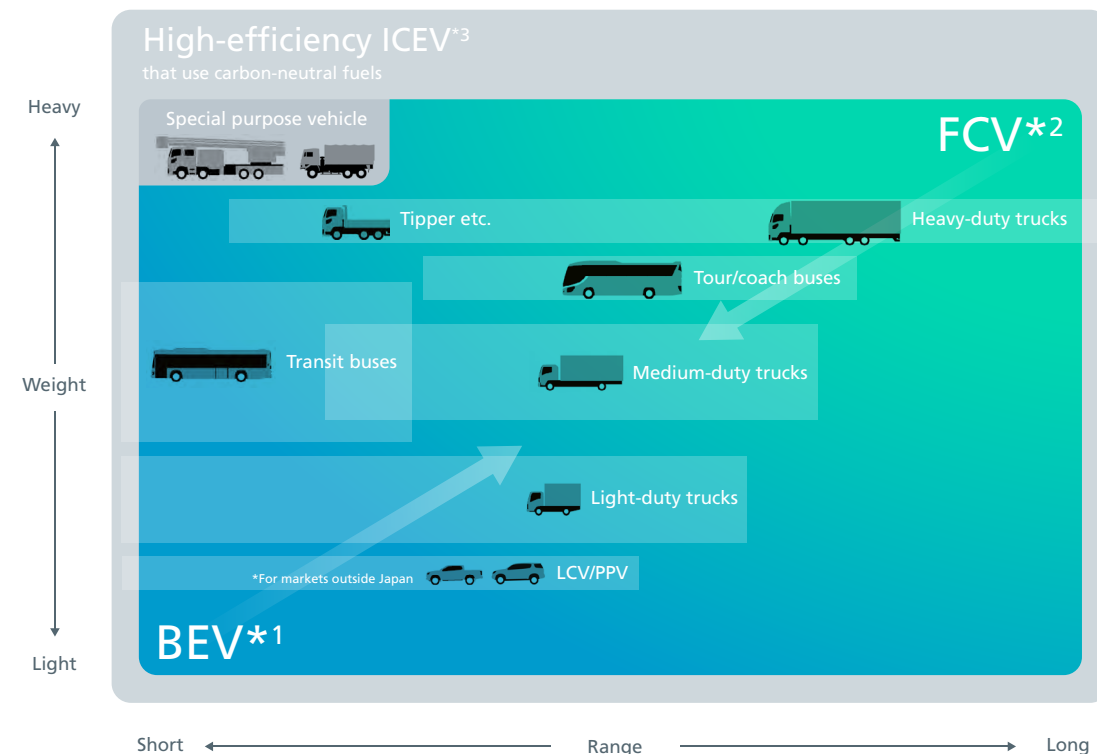 High-efficiency ICEV*3
that use carbon-neutral fuels
Heavy
Special purpose vehicle
FCV*2
Tipper etc.
Heavy-duty trucks
Tour/coach buses
Transit buses
Medium-duty trucks
Weight
Light-duty trucks
*For markets outside Japan
LCV/PPV
BEV*1
Light
Short
Range
Long